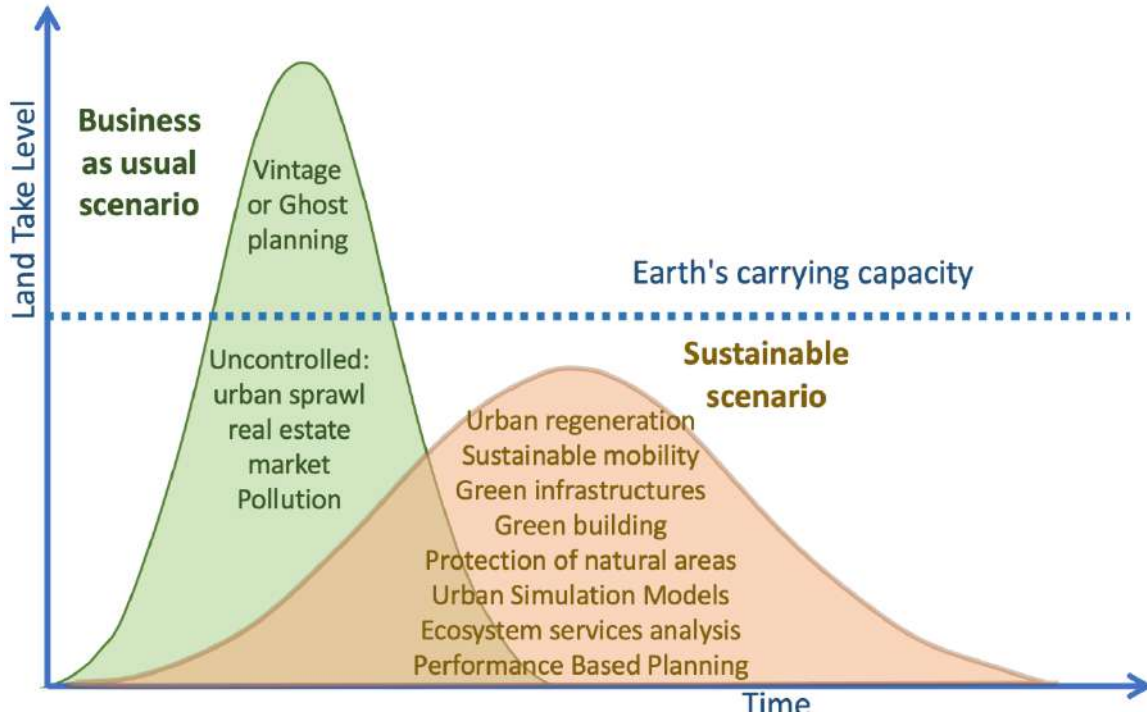 Land Take Level
Business
as usual
scenario
Vintage
or Ghost
planning
Earth's carrying capacity
Uncontrolled:
urban sprawl
real estate
market
Pollution
Sustainable
scenario
Urban regeneration
Sustainable mobility
Green infrastructures
Green building
Protection of natural areas
Urban Simulation Models
Ecosystem services analysis
Performance Based Planning
Time